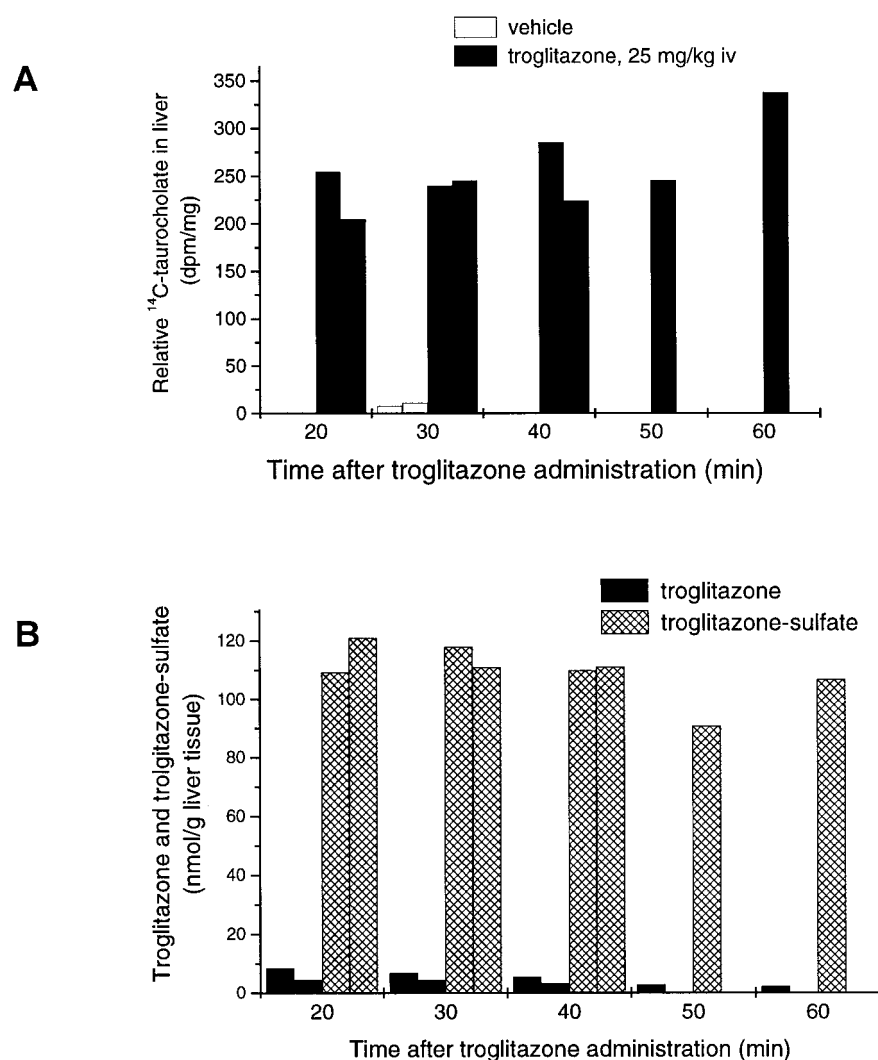 vehicle
troglitazone, 25 mg/kg iv
A
Relative ¹⁴C-taurocholate in liver
(dpm/mg)
350
300
250
200
150
100
50
0
20 30 40 50 60
Time after troglitazone administration (min)
troglitazone
troglitazone-sulfate
B
Troglitazone and trolgitazone-sulfate
(nmol/g liver tissue)
120
100
80
60
40
20
0
20 30 40 50 60
Time after troglitazone administration (min)